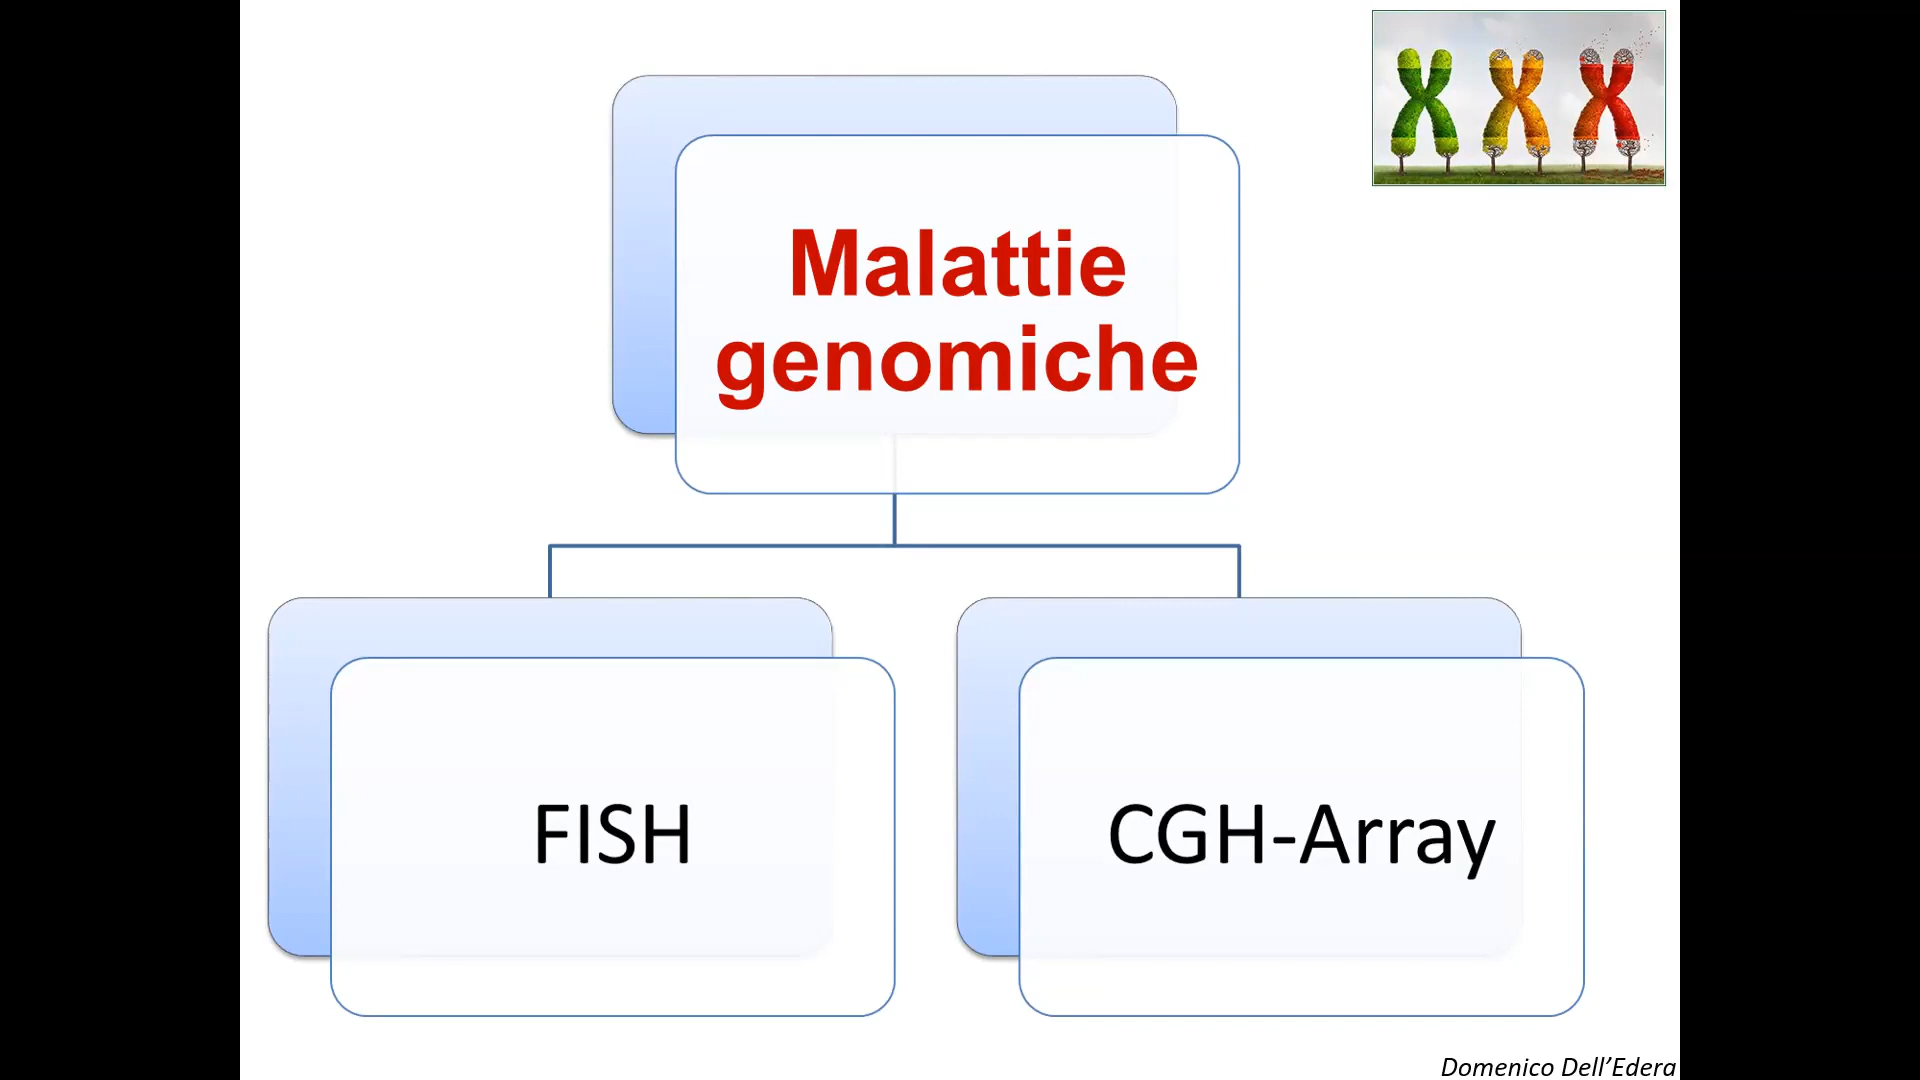 Malattie
genomiche
FISH
CGH-Array
Domenico Dell’Edera